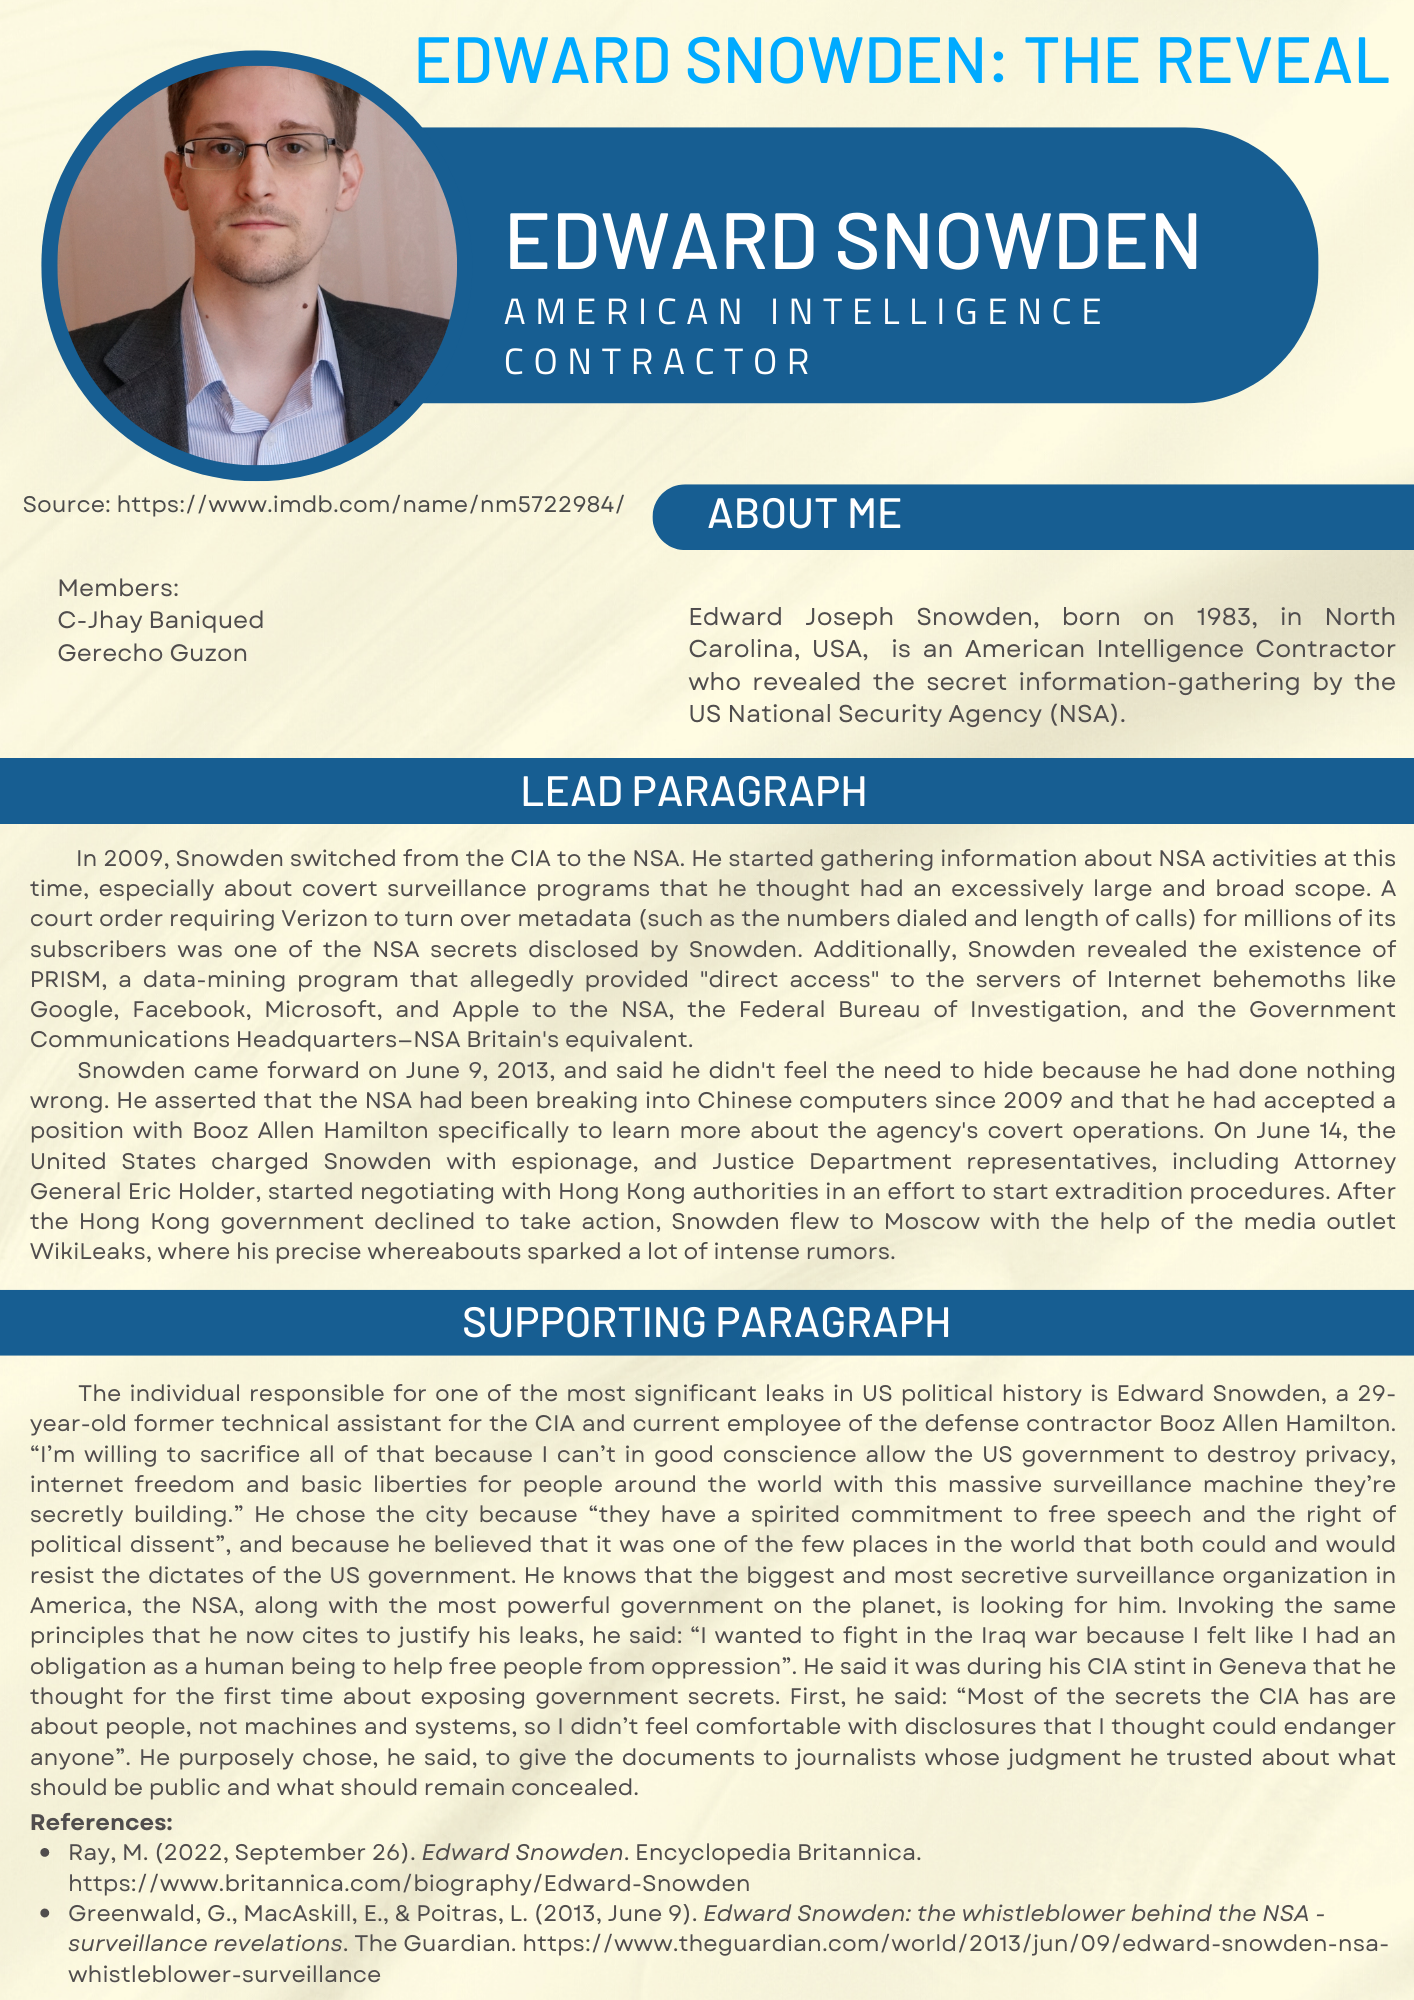 EDWARD SNOWDEN: THE REVEAL
EDWARD SNOWDEN
AMERICAN INTELLIGENCE
CONTRACTOR
Source: https://www.imdb.com/name/nm5722984/
Members:
C-Jhay Baniqued
Gerecho Guzon
ABOUT ME
Edward Joseph Snowden, born on 1983, in North
Carolina, USA, is an American Intelligence Contractor
who revealed the secret information-gathering by the
US National Security Agency (NSA).
LEAD PARAGRAPH
In 2009, Snowden switched from the CIA to the NSA. He started gathering information about NSA activities at this
time, especially about covert surveillance programs that he thought had an excessively large and broad scope. A
court order requiring Verizon to turn over metadata (such as the numbers dialed and length of calls) for millions of its
subscribers was one of the NSA secrets disclosed by Snowden. Additionally, Snowden revealed the existence of
PRISM, a data-mining program that allegedly provided "direct access" to the servers of Internet behemoths like
Google, Facebook, Microsoft, and Apple to the NSA, the Federal Bureau of Investigation, and the Government
Communications Headquarters—NSA Britain's equivalent.
Snowden came forward on June 9, 2013, and said he didn't feel the need to hide because he had done nothing
wrong. He asserted that the NSA had been breaking into Chinese computers since 2009 and that he had accepted a
position with Booz Allen Hamilton specifically to learn more about the agency's covert operations. On June 14, the
United States charged Snowden with espionage, and Justice Department representatives, including Attorney
General Eric Holder, started negotiating with Hong Kong authorities in an effort to start extradition procedures. After
the Hong Kong government declined to take action, Snowden flew to Moscow with the help of the media outlet
WikiLeaks, where his precise whereabouts sparked a lot of intense rumors.
SUPPORTING PARAGRAPH
The individual responsible for one of the most significant leaks in US political history is Edward Snowden, a 29-
year-old former technical assistant for the CIA and current employee of the defense contractor Booz Allen Hamilton.
“I’m willing to sacrifice all of that because I can’t in good conscience allow the US government to destroy privacy,
internet freedom and basic liberties for people around the world with this massive surveillance machine they’re
secretly building.” He chose the city because “they have a spirited commitment to free speech and the right of
political dissent”, and because he believed that it was one of the few places in the world that both could and would
resist the dictates of the US government. He knows that the biggest and most secretive surveillance organization in
America, the NSA, along with the most powerful government on the planet, is looking for him. Invoking the same
principles that he now cites to justify his leaks, he said: “I wanted to fight in the Iraq war because I felt like I had an
obligation as a human being to help free people from oppression”. He said it was during his CIA stint in Geneva that he
thought for the first time about exposing government secrets. First, he said: “Most of the secrets the CIA has are
about people, not machines and systems, so I didn’t feel comfortable with disclosures that I thought could endanger
anyone”. He purposely chose, he said, to give the documents to journalists whose judgment he trusted about what
should be public and what should remain concealed.
References:
• Ray, M. (2022, September 26). Edward Snowden. Encyclopedia Britannica.
https://www.britannica.com/biography/Edward-Snowden
• Greenwald, G., MacAskill, E., & Poitras, L. (2013, June 9). Edward Snowden: the whistleblower behind the NSA -
surveillance revelations. The Guardian. https://www.theguardian.com/world/2013/jun/09/edward-snowden-nsa-
whistleblower-surveillance